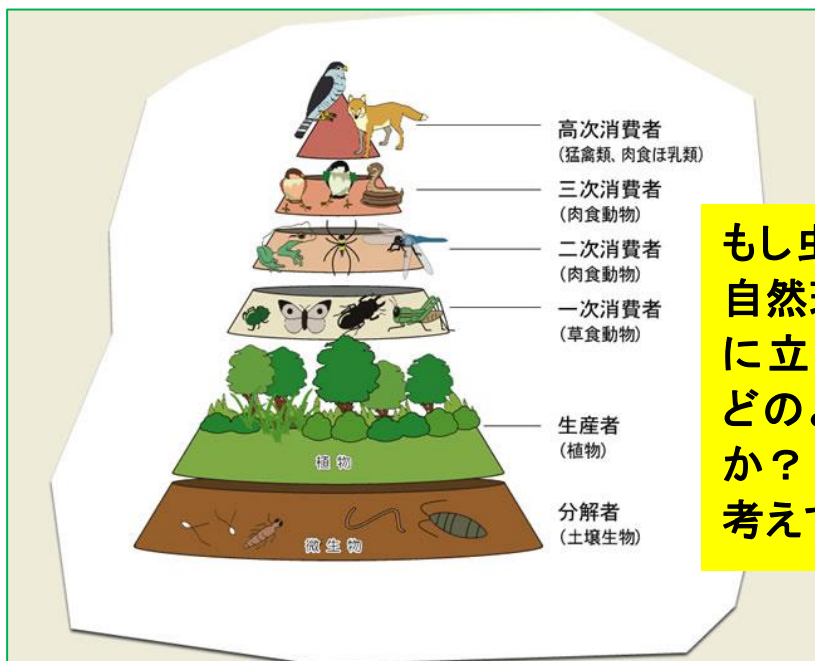 高次消費者
(猛禽類、肉食ほ乳類)
三次消費者
(肉食動物)
二次消費者
(肉食動物)
一次消費者
(草食動物)
生産者
(植物)
植物
分解者
(土壌生物)
微生物
もし虫
自然
に立
どの
か？
考え